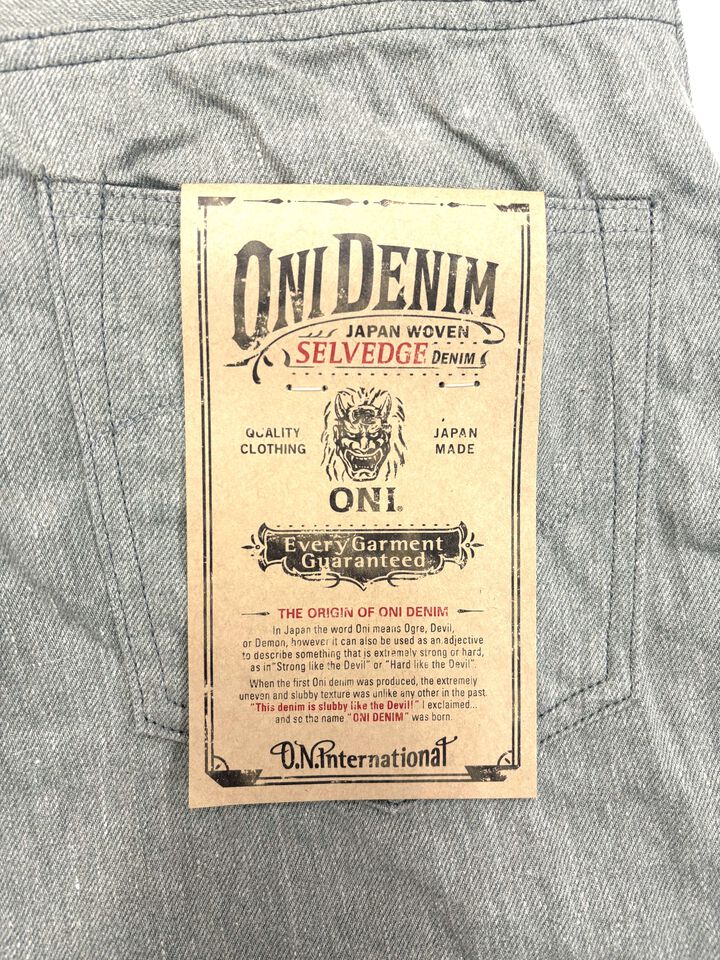 ONI DENIM
JAPAN WOVEN
SELVEDGE DENIM
QUALITY
CLOTHING
JAPAN
MADE
ONI®
Every Garment
Guaranteed
THE ORIGIN OF ONI DENIM
In Japan the word Oni means Ogre, Devil,
or Demon, however it can also be used as an adjective
to describe something that is extremely strong or hard,
as in "Strong like the Devil" or "Hard like the Devil".
When the first Oni denim was produced, the extremely
uneven and slubby texture was unlike any other in the past.
"This denim is slubby like the Devil!" I exclaimed...
and so the name "ONI DENIM" was born.
O.N.International